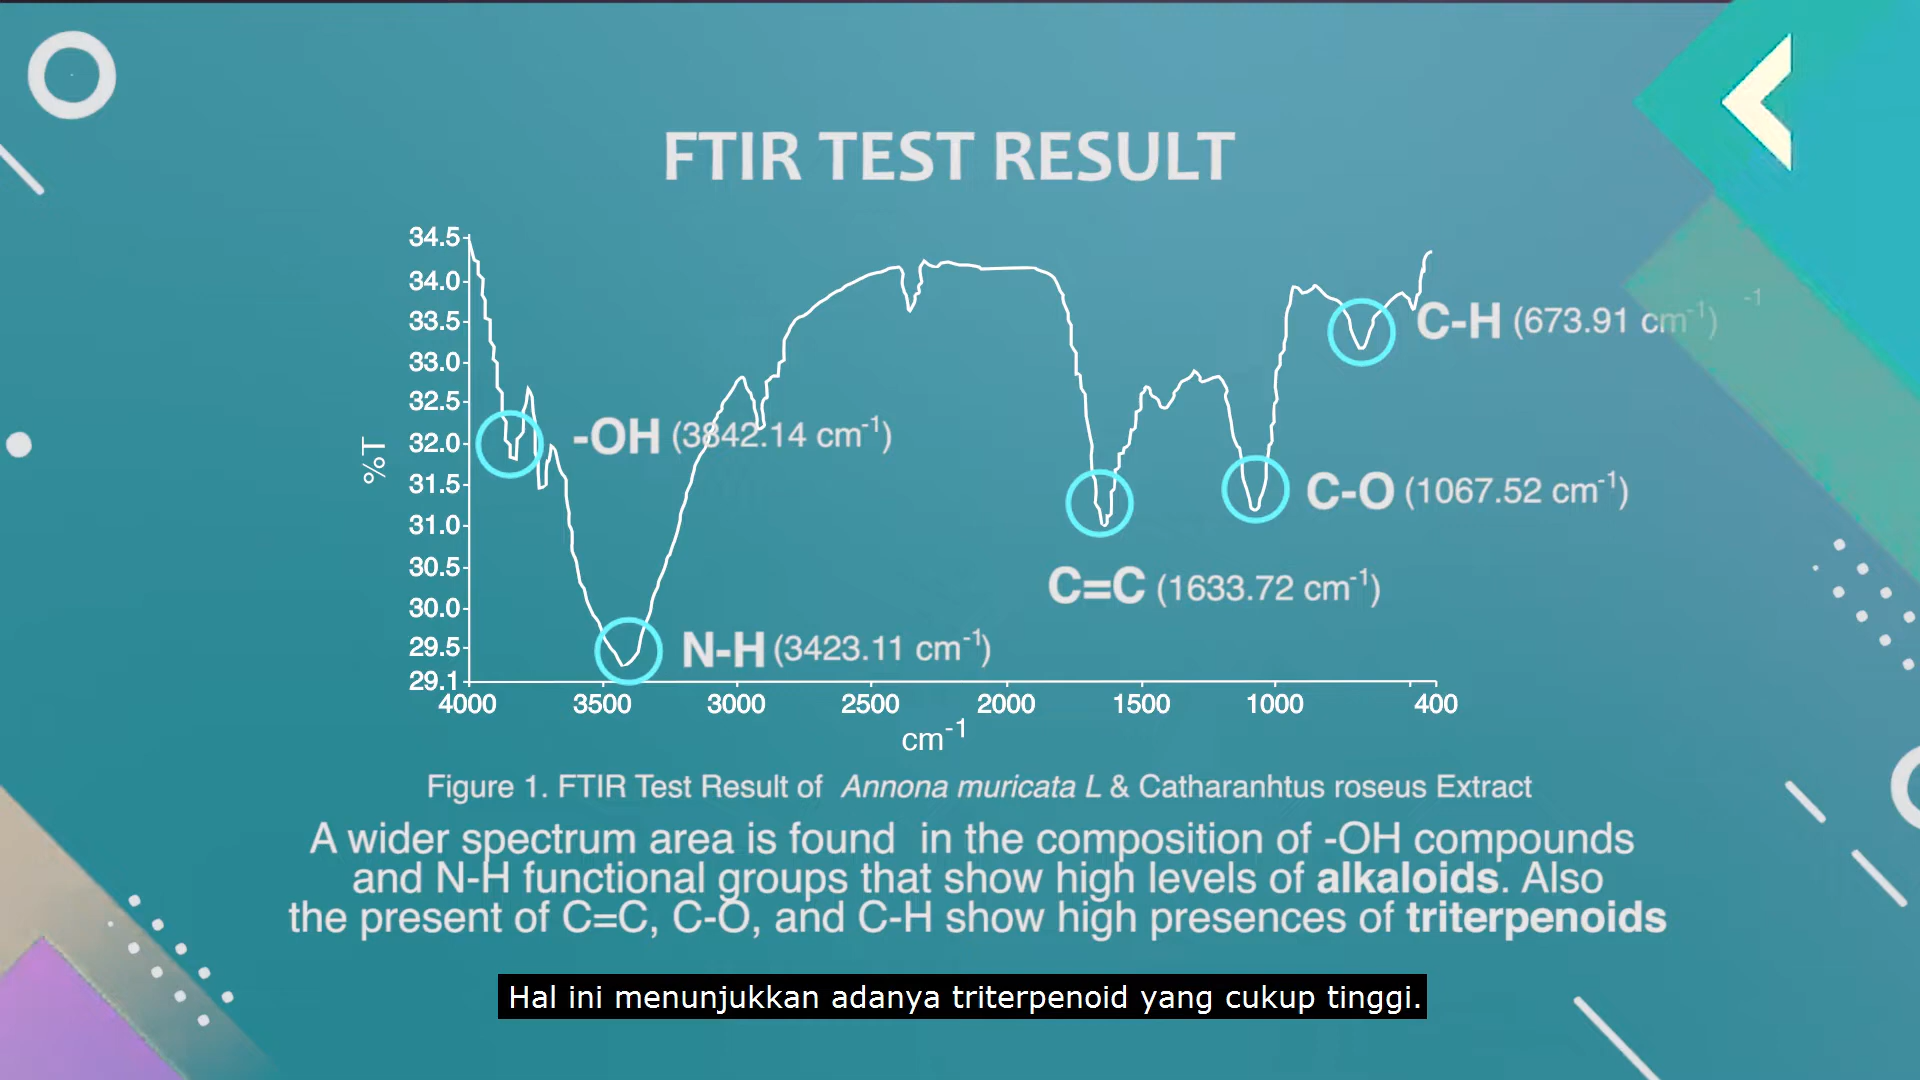 FTIR TEST RESULT
34.5
34.0
33.5
33.0
32.5
32.0
31.5
31.0
30.5
30.0
29.5
29.1
%T
C-H (673.91 cm⁻¹) ⁻¹
-OH (3842.14 cm⁻¹)
C-O (1067.52 cm⁻¹)
C=C (1633.72 cm⁻¹)
N-H (3423.11 cm⁻¹)
4000 3500 3000 2500 2000 1500 1000 400
cm⁻¹
Figure 1. FTIR Test Result of Annona muricata L & Catharanhtus roseus Extract
A wider spectrum area is found in the composition of -OH compounds
and N-H functional groups that show high levels of alkaloids. Also
the present of C=C, C-O, and C-H show high presences of triterpenoids
Hal ini menunjukkan adanya triterpenoid yang cukup tinggi.